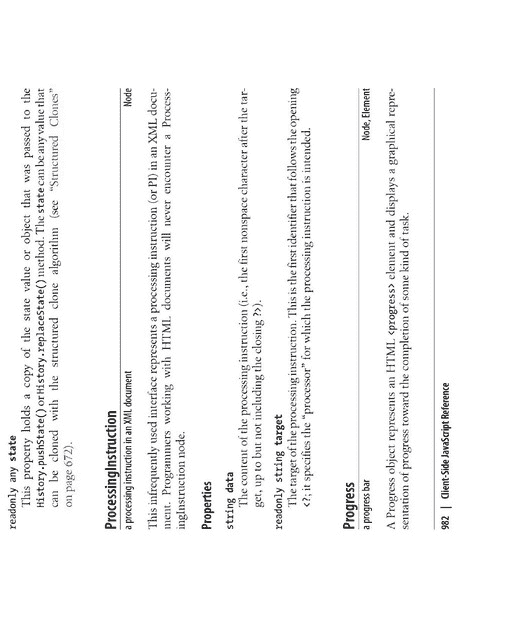 readonly any state
This property holds a copy of the state value or object that was passed to the
History.pushState() or History.replaceState() method. The state can be any value that
can be cloned with the structured clone algorithm (see “Structured Clones”
on page 672).
ProcessingInstruction
a processing instruction in an XML document Node
This infrequently used interface represents a processing instruction (or PI) in an XML docu-
ment. Programmers working with HTML documents will never encounter a Process-
ingInstruction node.
Properties
string data
The content of the processing instruction (i.e., the first nonspace character after the tar-
get, up to but not including the closing ?>).
readonly string target
The target of the processing instruction. This is the first identifier that follows the opening
<?; it specifies the “processor” for which the processing instruction is intended.
Progress
a progress bar Node, Element
A Progress object represents an HTML <progress> element and displays a graphical repre-
sentation of progress toward the completion of some kind of task.
982 | Client-Side JavaScript Reference